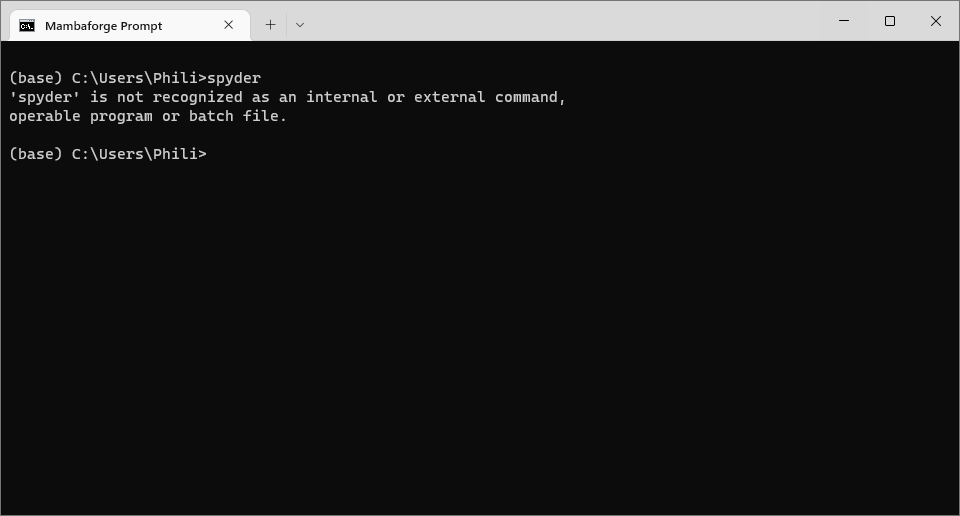 Mambaforge Prompt
(base) C:\Users\Phili>spyder
'spyder' is not recognized as an internal or external command,
operable program or batch file.
(base) C:\Users\Phili>